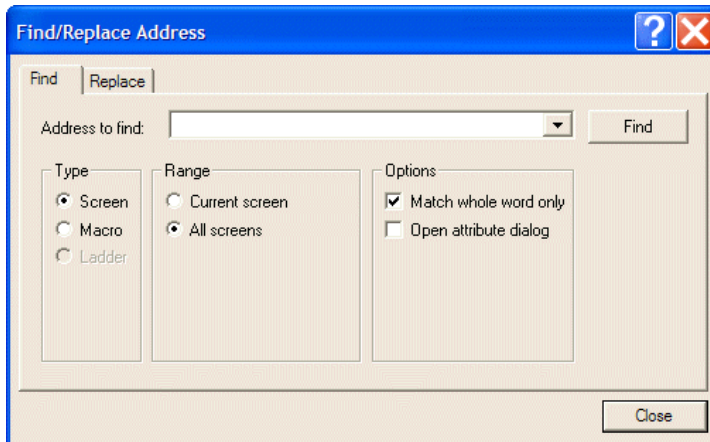 Find/Replace Address
?
Find Replace
Address to find: Find
Type Range Options
Screen Current screen Match whole word only
Macro All screens Open attribute dialog
Ladder
Close